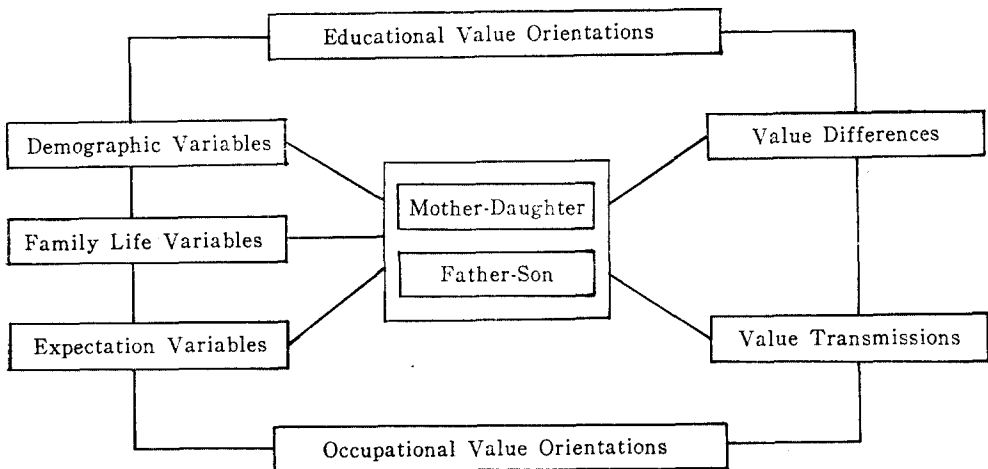 Educational Value Orientations
Demographic Variables
Value Differences
Mother-Daughter
Family Life Variables
Father-Son
Expectation Variables
Value Transmissions
Occupational Value Orientations